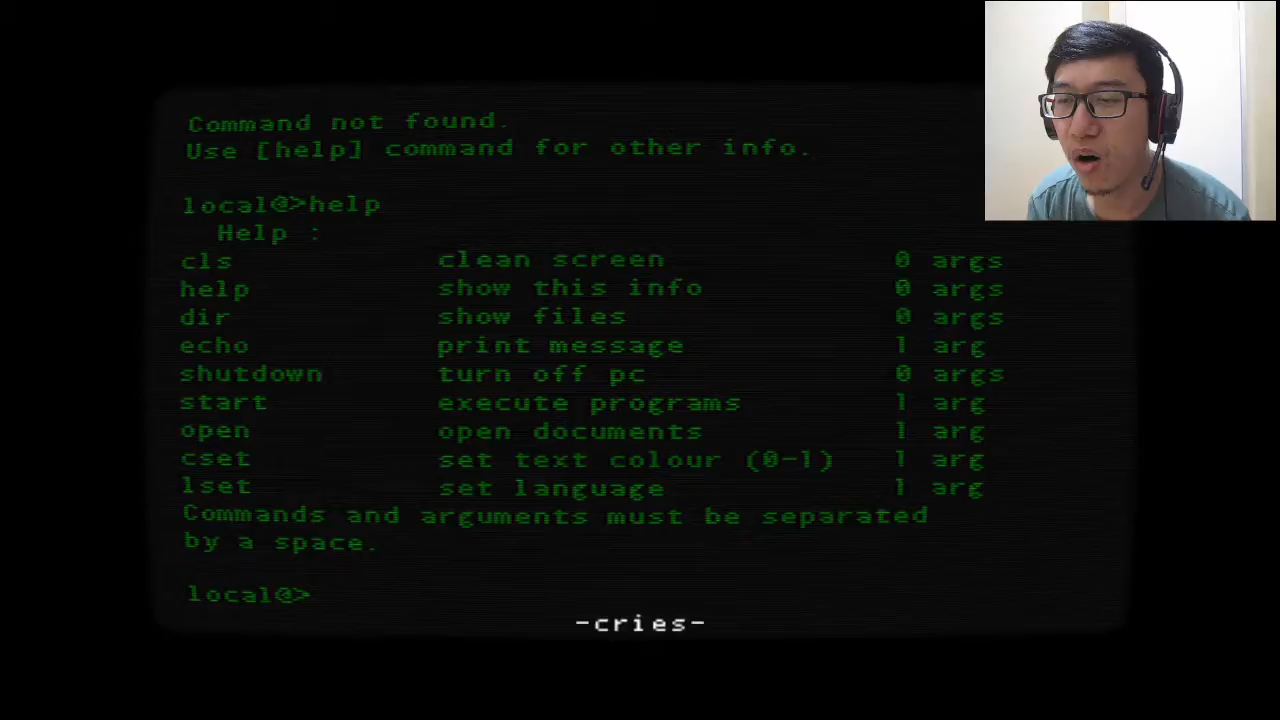 Command not found.
Use [help] command for other info.
local@>help
Help :
cls clean screen 0 args
help show this info 0 args
dir show files 0 args
echo print message 1 arg
shutdown turn off pc 0 args
start execute programs 1 arg
open open documents 1 arg
cset set text colour (0-1) 1 arg
lset set language 1 arg
Commands and arguments must be separated
by a space.
local@>
-cries-